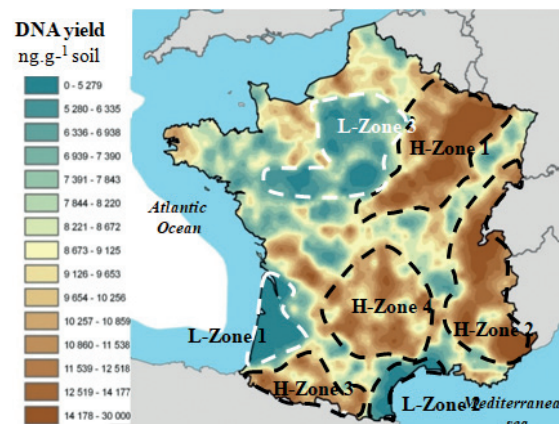 DNA yield
ng.g-1 soil
0 - 5 279
5 280 - 6 335
6 336 - 6 938
6 939 - 7 390
7 391 - 7 843
7 844 - 8 220
8 221 - 8 672
8 673 - 9 125
9 126 - 9 653
9 654 - 10 256
10 257 - 10 859
10 860 - 11 538
11 539 - 12 518
12 519 - 14 177
14 178 - 30 000
L-Zone 3
H-Zone 1
Atlantic
Ocean
H-Zone 4
L-Zone 1
H-Zone 2
H-Zone 3
L-Zone 2
Mediterranean
sea